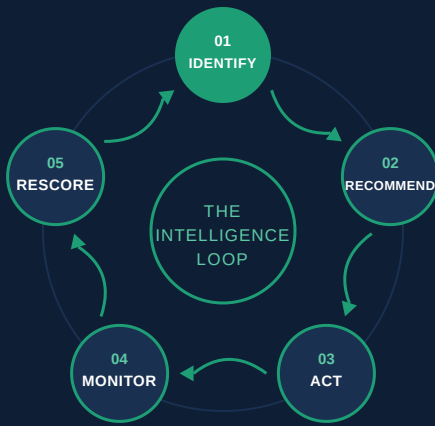 01
IDENTIFY
02
RECOMMEND
03
ACT
04
MONITOR
05
RESCORE
THE
INTELLIGENCE
LOOP